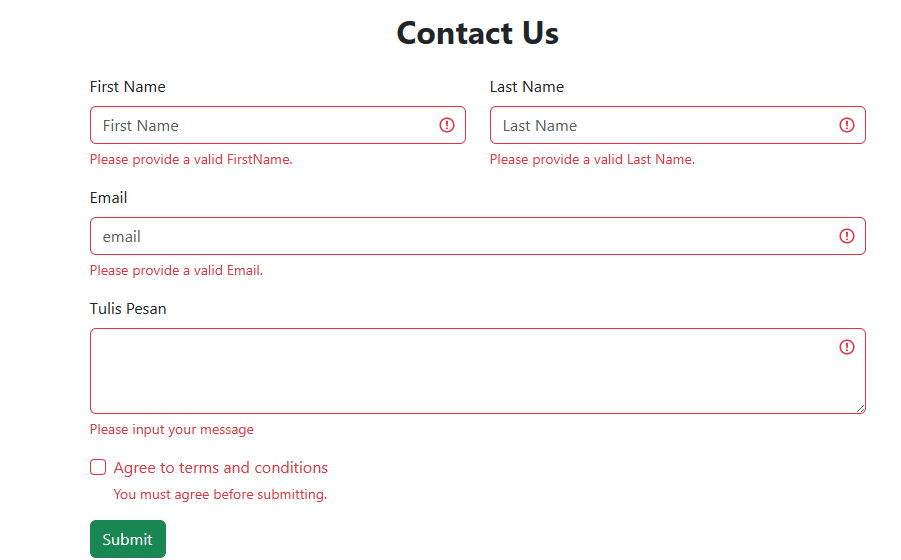 Contact Us
First Name Last Name
First Name Last Name
Please provide a valid FirstName. Please provide a valid Last Name.
Email
email
Please provide a valid Email.
Tulis Pesan
Please input your message
Agree to terms and conditions
You must agree before submitting.
Submit